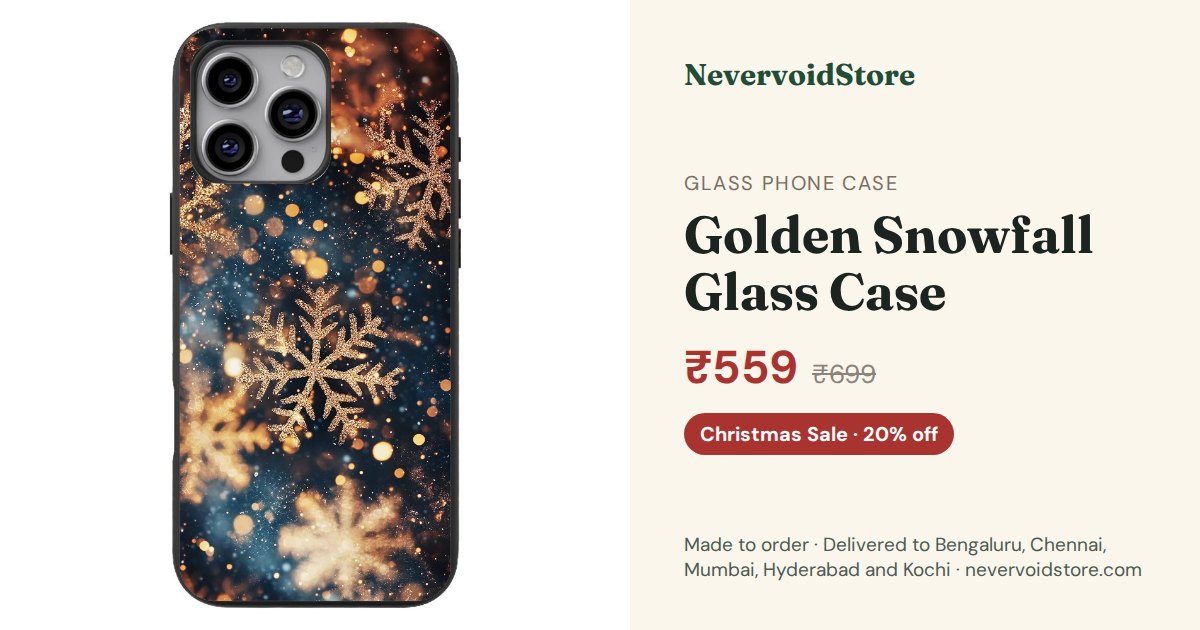 NevervoidStore
GLASS PHONE CASE
Golden Snowfall
Glass Case
₹559 ₹699
Christmas Sale · 20% off
Made to order · Delivered to Bengaluru, Chennai,
Mumbai, Hyderabad and Kochi · nevervoidstore.com